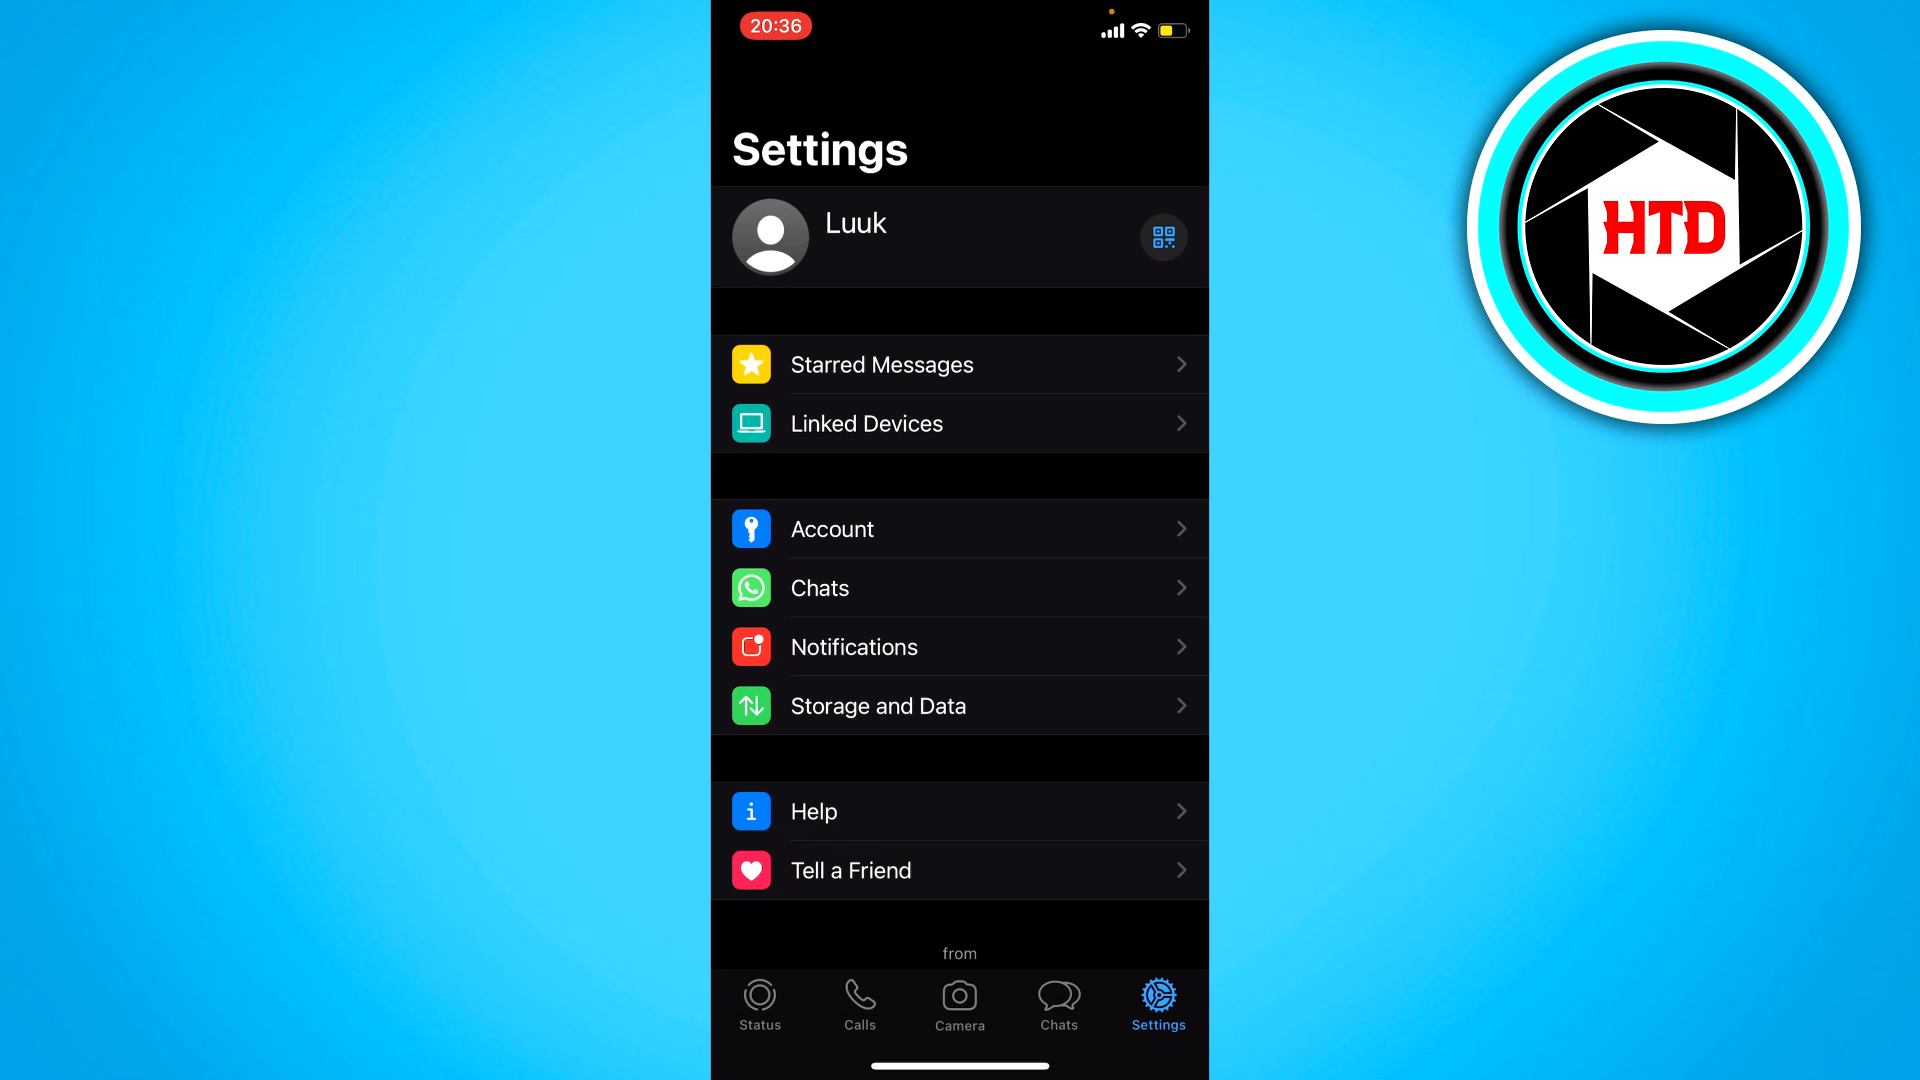 20:36
Settings
Luuk
HTD
Starred Messages
Linked Devices
Account
Chats
Notifications
Storage and Data
Help
Tell a Friend
from
Status
Calls
Camera
Chats
Settings